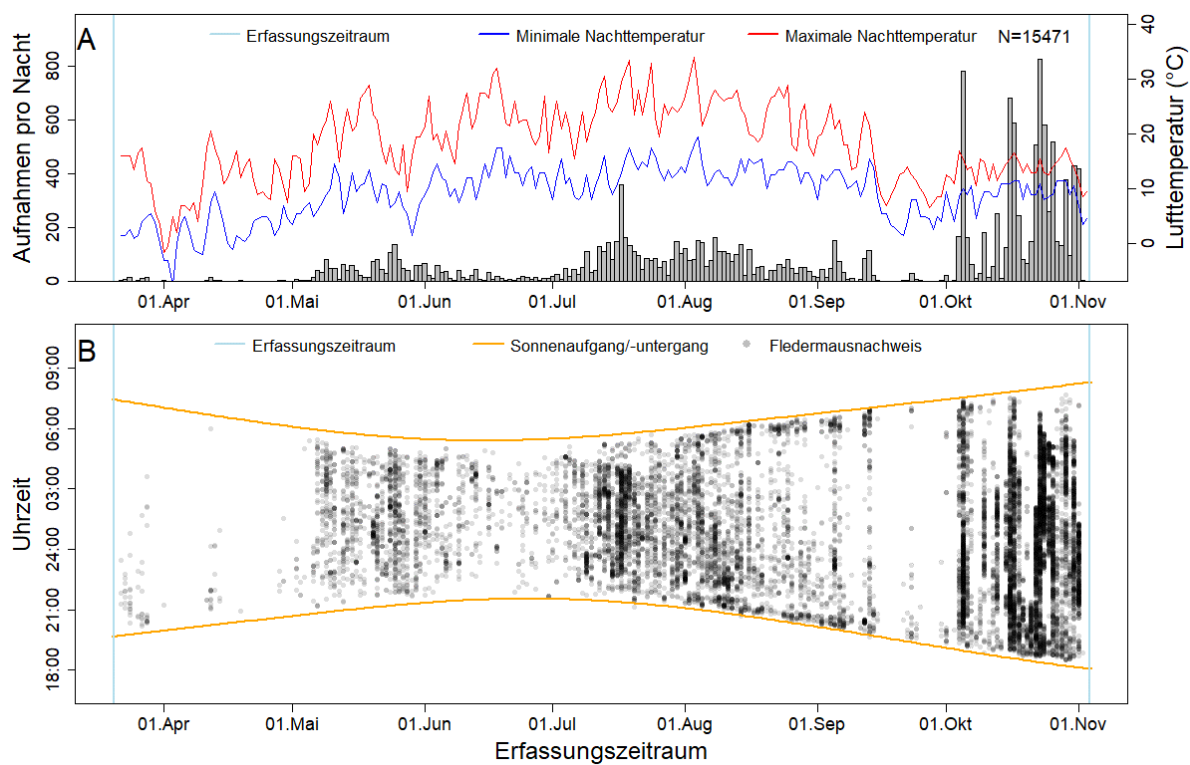 A
Erfassungszeitraum
Minimale Nachttemperatur
Maximale Nachttemperatur
N=15471
Aufnahmen pro Nacht
800
600
400
200
0
Lufttemperatur (°C)
40
30
20
10
0
01.Apr
01.Mai
01.Jun
01.Jul
01.Aug
01.Sep
01.Okt
01.Nov
B
Erfassungszeitraum
Sonnenaufgang/-untergang
Fledermausnachweis
Uhrzeit
09:00
06:00
03:00
24:00
21:00
18:00
01.Apr
01.Mai
01.Jun
01.Jul
01.Aug
01.Sep
01.Okt
01.Nov
Erfassungszeitraum